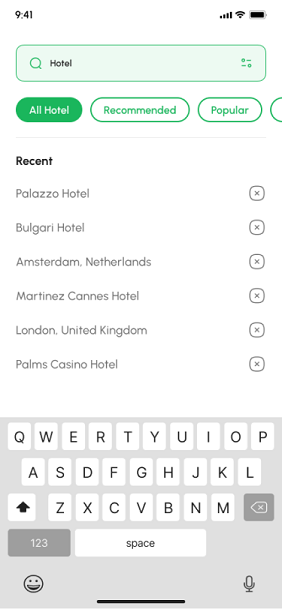 9:41
Hotel
All Hotel
Recommended
Popular
Recent
Palazzo Hotel
Bulgari Hotel
Amsterdam, Netherlands
Martinez Cannes Hotel
London, United Kingdom
Palms Casino Hotel
Q W E R T Y U I O P
A S D F G H J K L
Z X C V B N M
123 space